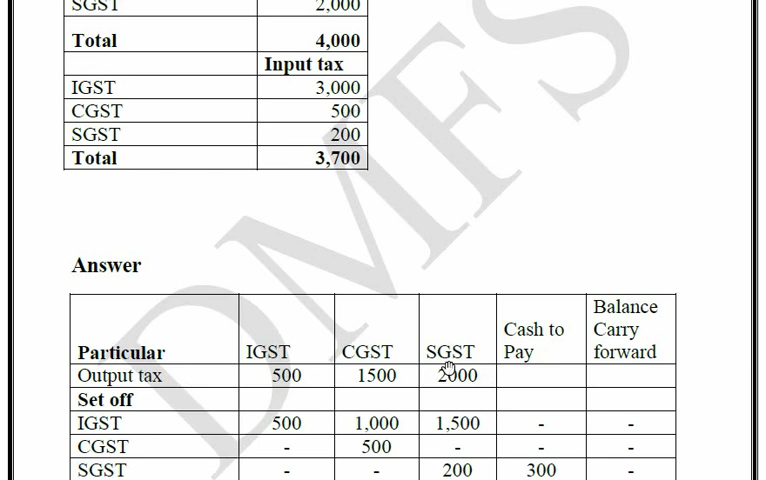 SGST 2,000
Total 4,000
Input tax
IGST 3,000
CGST 500
SGST 200
Total 3,700
DMFS
Answer
Particular IGST CGST SGST Cash to Pay Balance Carry forward
Output tax 500 1500 2000
Set off
IGST 500 1,000 1,500 - -
CGST - 500 - - -
SGST - - 200 300 -